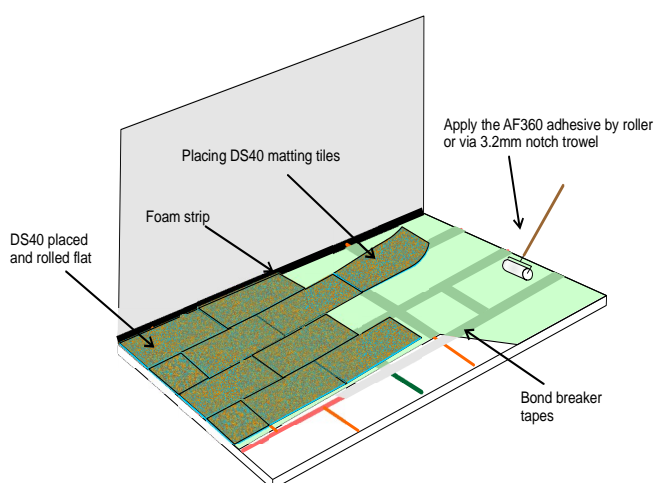 Apply the AF360 adhesive by roller
or via 3.2mm notch trowel
Placing DS40 matting tiles
Foam strip
DS40 placed
and rolled flat
Bond breaker
tapes